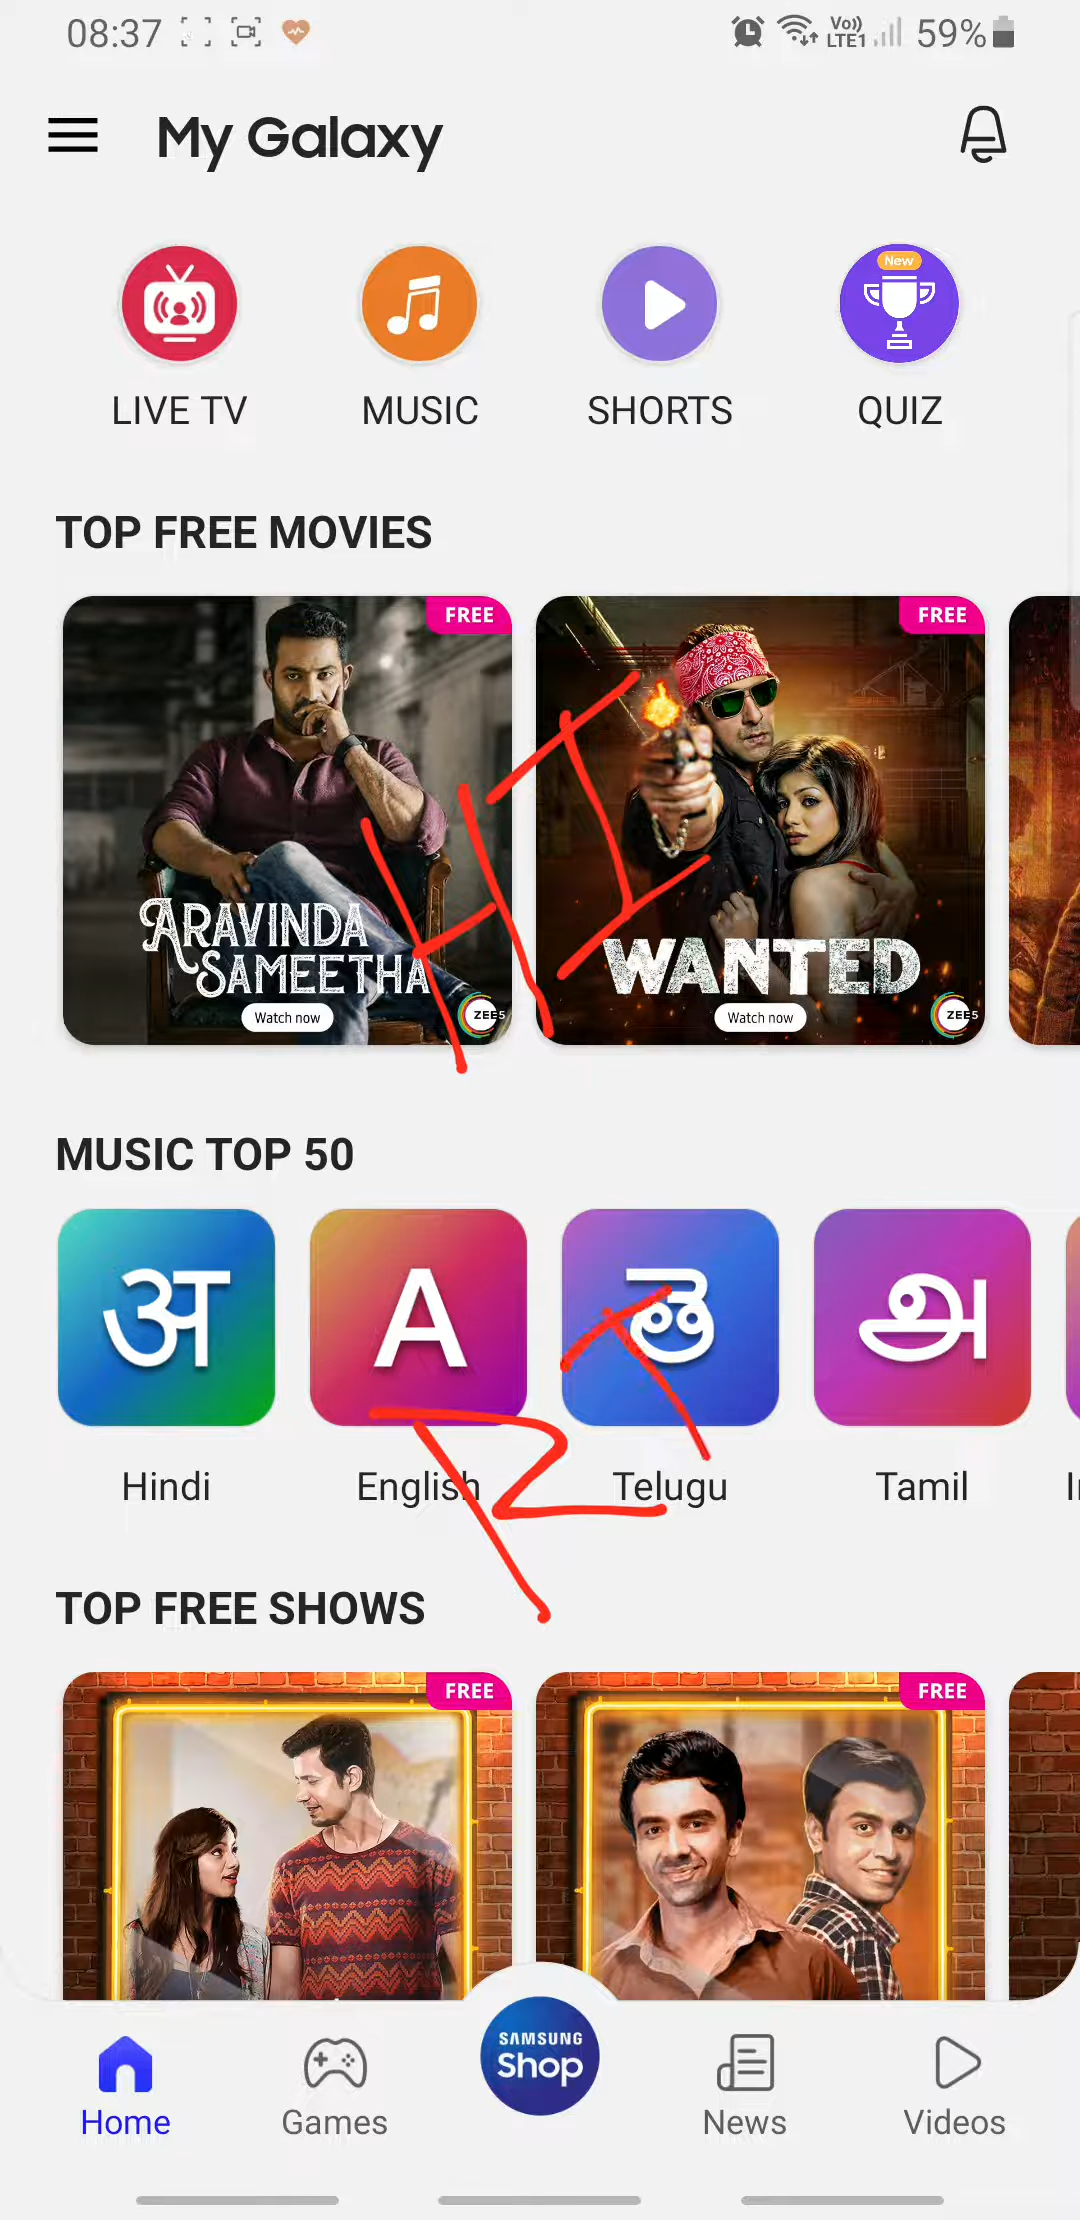 08:37 Vo)) LTE1 59%
My Galaxy
New
LIVE TV MUSIC SHORTS QUIZ
TOP FREE MOVIES
FREE FREE
HI
ARAVINDA SAMEETHA WANTED
Watch now ZEE5 Watch now ZEE5
MUSIC TOP 50
अ A తె அ
Hindi English Telugu Tamil
TOP FREE SHOWS
FREE FREE
SAMSUNG Shop
Home Games News Videos